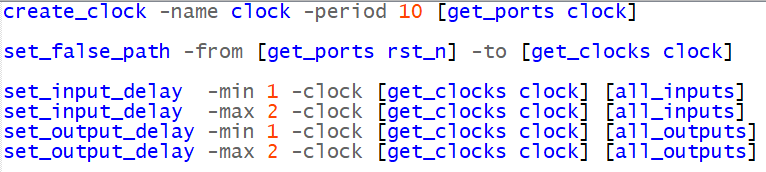 create_clock -name clock -period 10 [get_ports clock]
set_false_path -from [get_ports rst_n] -to [get_clocks clock]
set_input_delay  -min 1 -clock [get_clocks clock] [all_inputs]
set_input_delay  -max 2 -clock [get_clocks clock] [all_inputs]
set_output_delay -min 1 -clock [get_clocks clock] [all_outputs]
set_output_delay -max 2 -clock [get_clocks clock] [all_outputs]